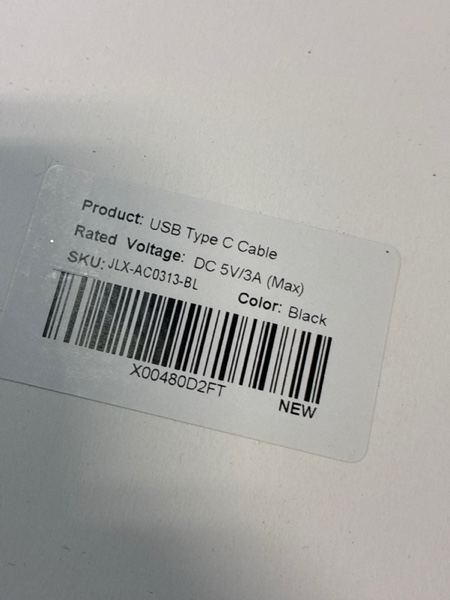 Product: USB Type C Cable
Rated Voltage: DC 5V/3A (Max)
SKU: JLX-AC0313-BL Color: Black
X00480D2FT
NEW